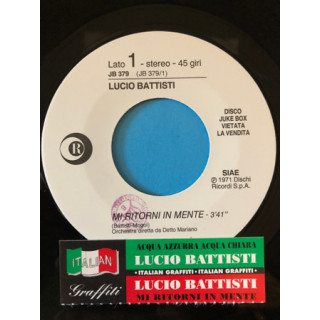 Lato 1 - stereo - 45 giri
JB 379 (JB 379/1)
LUCIO BATTISTI
R
DISCO
JUKE BOX
VIETATA
LA VENDITA
SIAE
℗ 1971 Dischi
Ricordi S.p.A.
MI RITORNI IN MENTE - 3'41"
(Battisti-Mogol)
Orchestra diretta da Detto Mariano
ITALIAN
Graffiti
ACQUA AZZURRA ACQUA CHIARA
LUCIO BATTISTI
•ITALIAN GRAFFITI• •ITALIAN GRAFFITI•
LUCIO BATTISTI
MI RITORNI IN MENTE